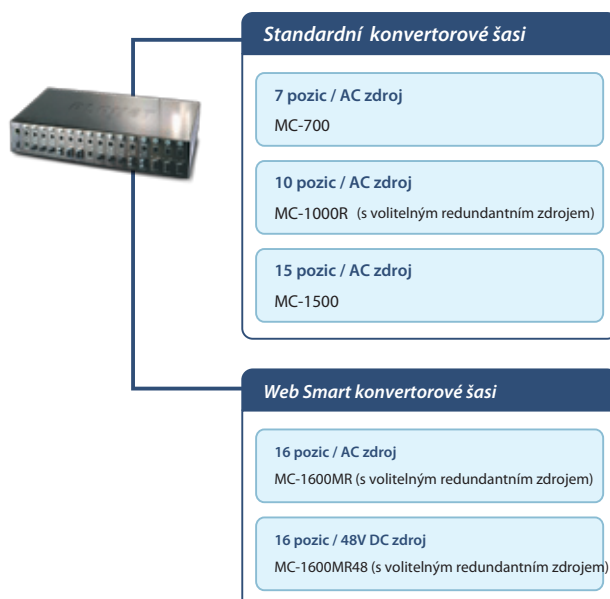 Standardní konvertorové šasi
7 pozic / AC zdroj
MC-700
10 pozic / AC zdroj
MC-1000R (s volitelným redundantním zdrojem)
15 pozic / AC zdroj
MC-1500
Web Smart konvertorové šasi
16 pozic / AC zdroj
MC-1600MR (s volitelným redundantním zdrojem)
16 pozic / 48V DC zdroj
MC-1600MR48 (s volitelným redundantním zdrojem)